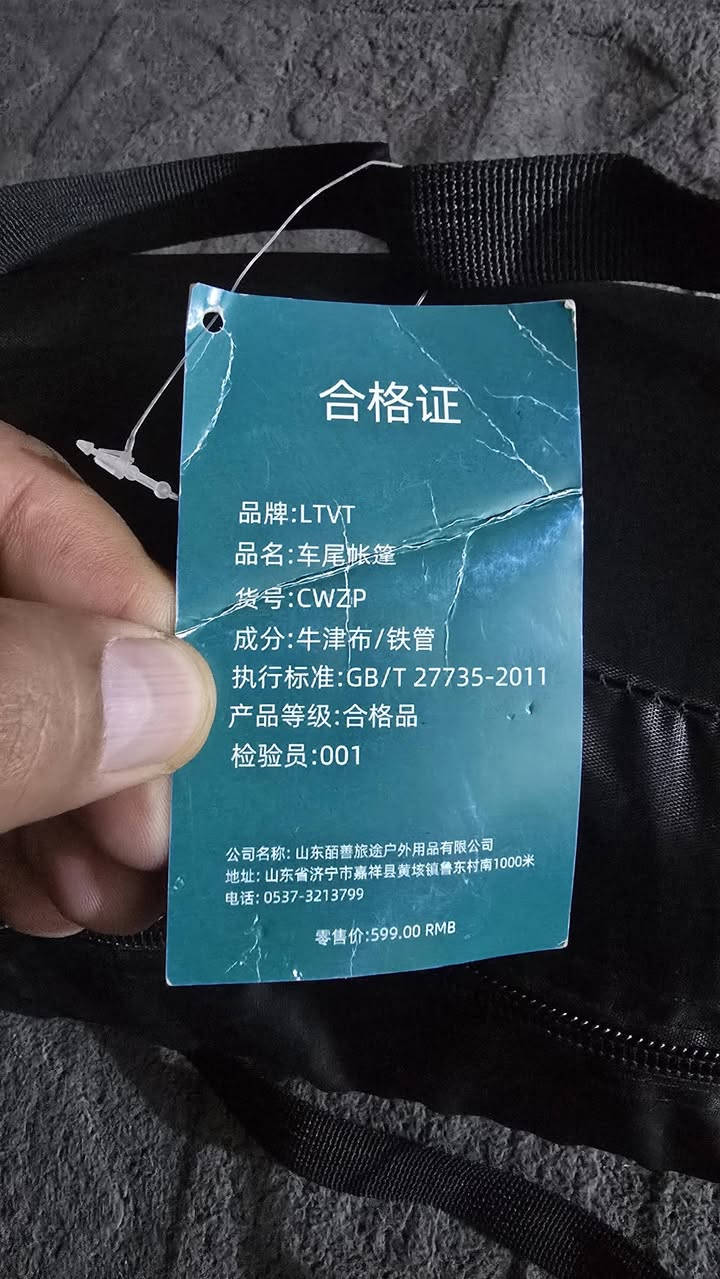 合格证
品牌:LTVT
品名:车尾帐篷
货号:CWZP
成分:牛津布/铁管
执行标准:GB/T 27735-2011
产品等级:合格品
检验员:001
公司名称: 山东皕善旅途户外用品有限公司
地址: 山东省济宁市嘉祥县黄垓镇鲁东村南1000米
电话: 0537-3213799
零售价:599.00 RMB